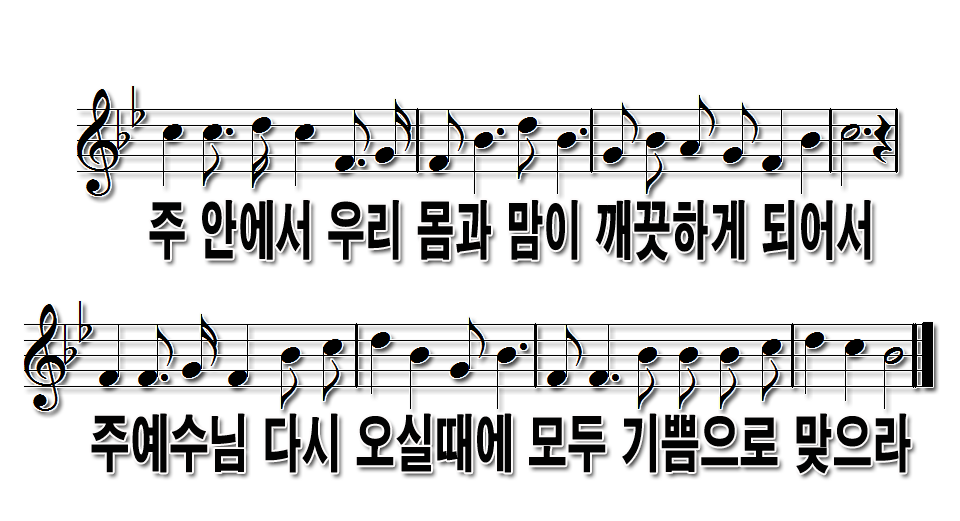 주 안에서 우리 몸과 맘이 깨끗하게 되어서
주예수님 다시 오실때에 모두 기쁨으로 맞으라